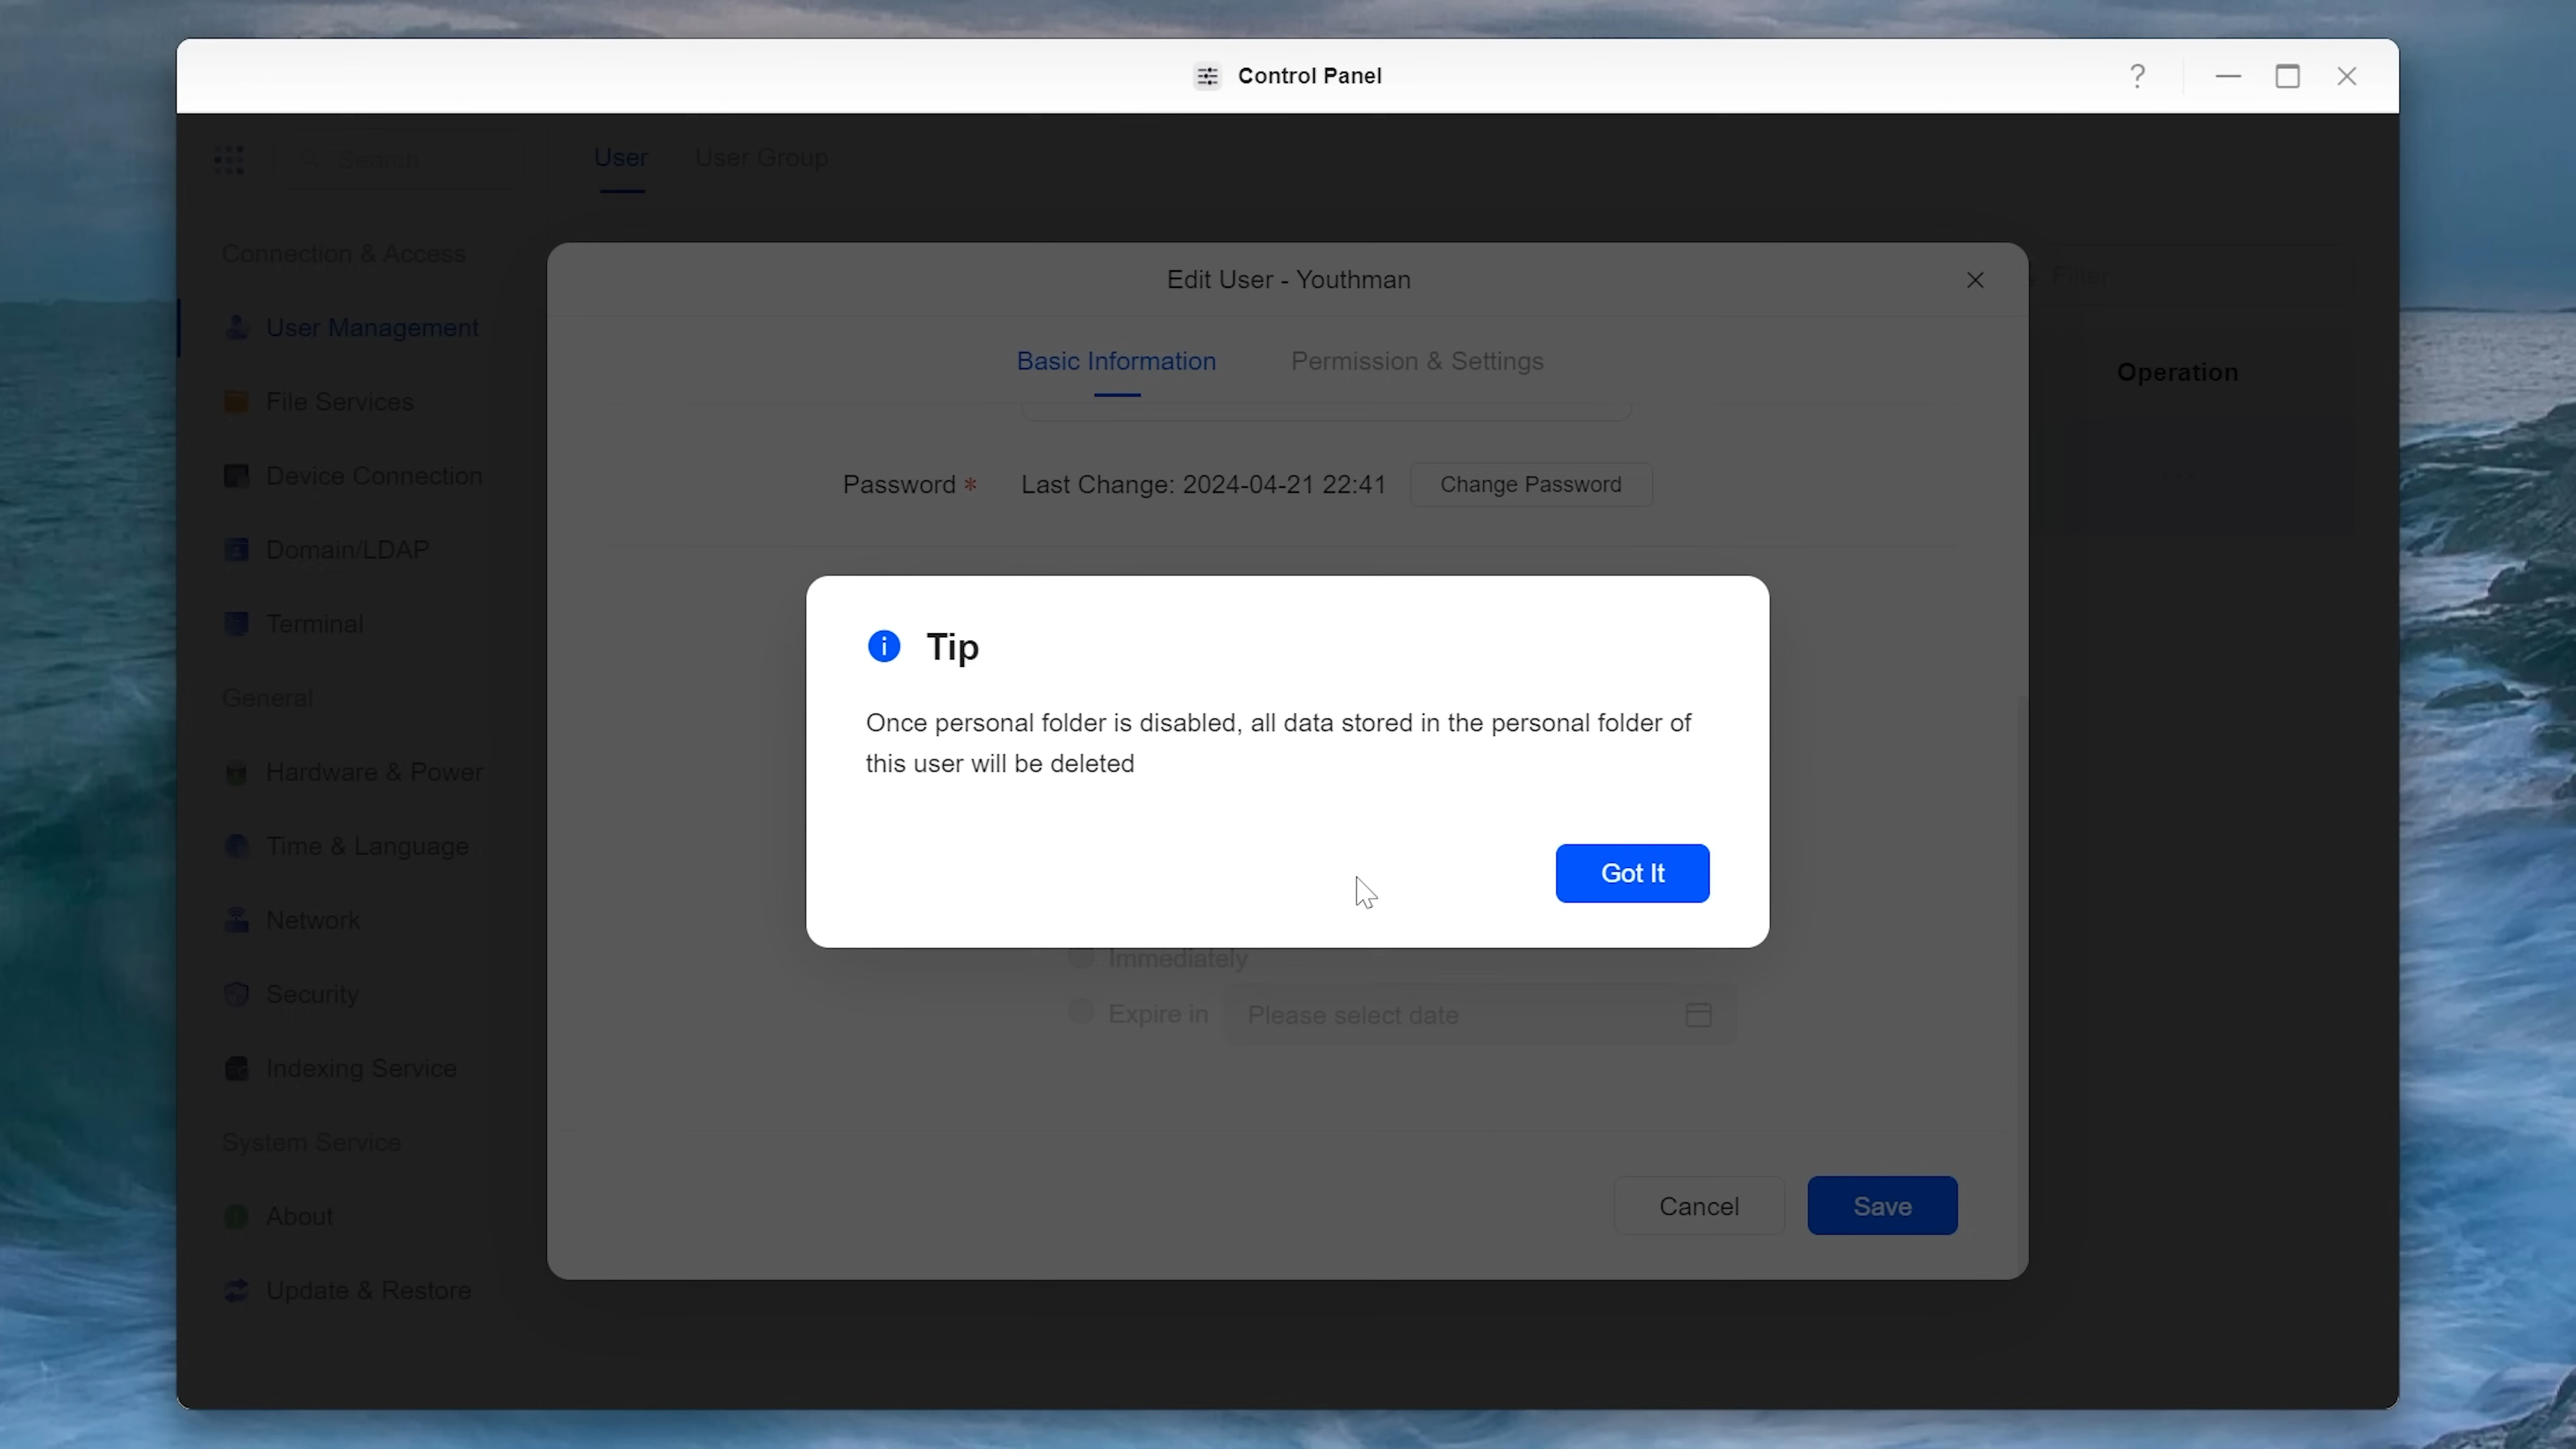 Control Panel
Search
User
User Group
Connection & Access
User Management
File Services
Device Connection
Domain/LDAP
Terminal
General
Hardware & Power
Time & Language
Network
Security
Indexing Service
System Service
About
Update & Restore
Filter
Operation
Edit User - Youthman
Basic Information
Permission & Settings
Password *
Last Change: 2024-04-21 22:41
Change Password
Tip
Once personal folder is disabled, all data stored in the personal folder of
this user will be deleted
Got It
Immediately
Expire in
Please select date
Cancel
Save